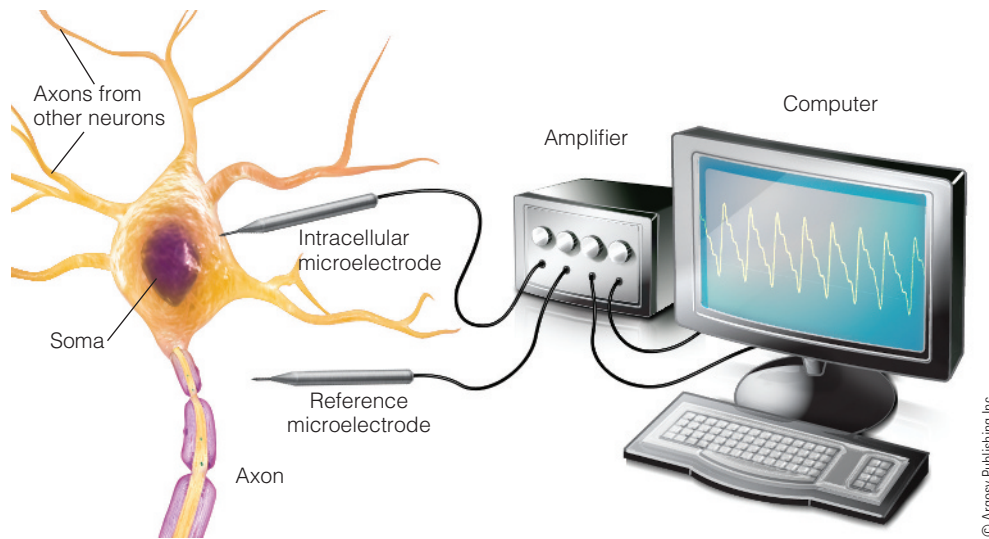 Axons from
other neurons
Computer
Amplifier
Intracellular
microelectrode
Soma
Reference
microelectrode
Axon
© Argosy Publishing Inc.